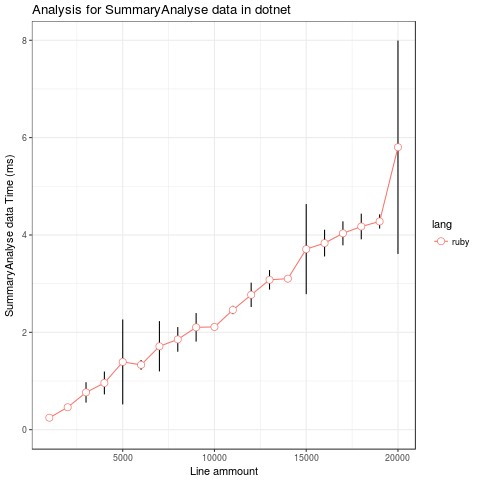 Analysis for SummaryAnalyse data in dotnet
SummaryAnalyse data Time (ms)
8
6
4
2
0
5000 10000 15000 20000
Line ammount
lang
ruby